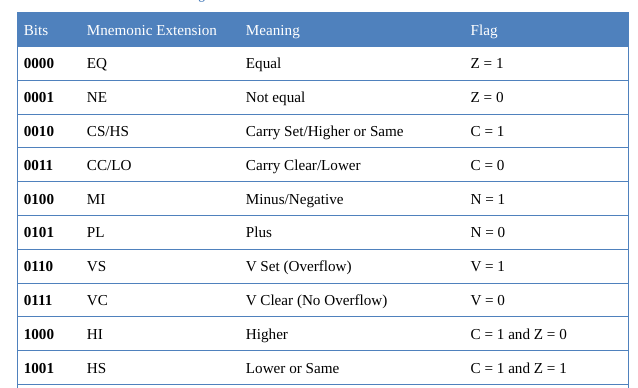 Bits Mnemonic Extension Meaning Flag
0000 EQ Equal Z = 1
0001 NE Not equal Z = 0
0010 CS/HS Carry Set/Higher or Same C = 1
0011 CC/LO Carry Clear/Lower C = 0
0100 MI Minus/Negative N = 1
0101 PL Plus N = 0
0110 VS V Set (Overflow) V = 1
0111 VC V Clear (No Overflow) V = 0
1000 HI Higher C = 1 and Z = 0
1001 HS Lower or Same C = 1 and Z = 1